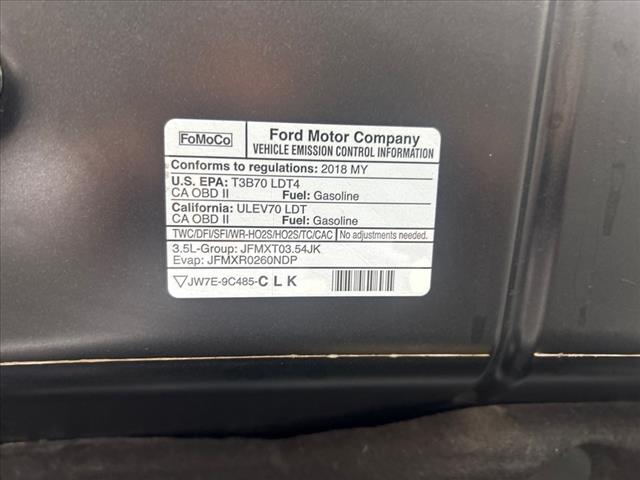 FoMoCo Ford Motor Company
VEHICLE EMISSION CONTROL INFORMATION
Conforms to regulations: 2018 MY
U.S. EPA: T3B70 LDT4
CA OBD II Fuel: Gasoline
California: ULEV70 LDT
CA OBD II Fuel: Gasoline
TWC/DFI/SFI/WR-HO2S/HO2S/TC/CAC No adjustments needed.
3.5L-Group: JFMXT03.54JK
Evap: JFMXR0260NDP
JW7E-9C485-C L K